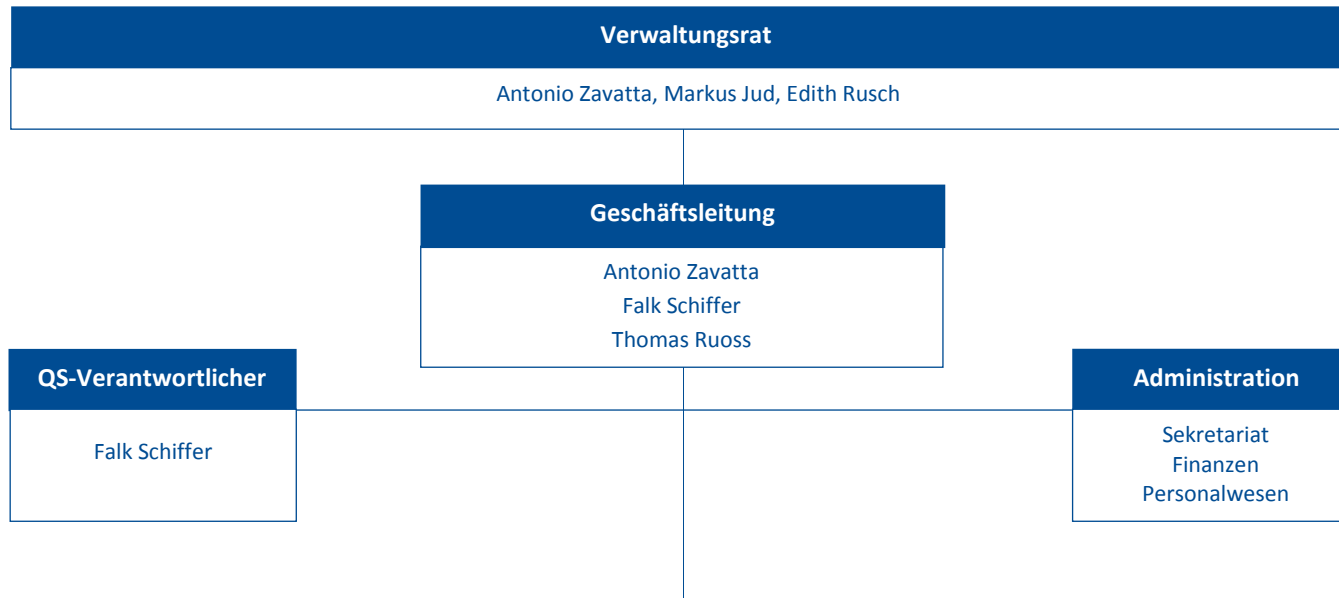 Verwaltungsrat
Antonio Zavatta, Markus Jud, Edith Rusch
Geschäftsleitung
Antonio Zavatta
Falk Schiffer
Thomas Ruoss
QS-Verantwortlicher
Falk Schiffer
Administration
Sekretariat
Finanzen
Personalwesen